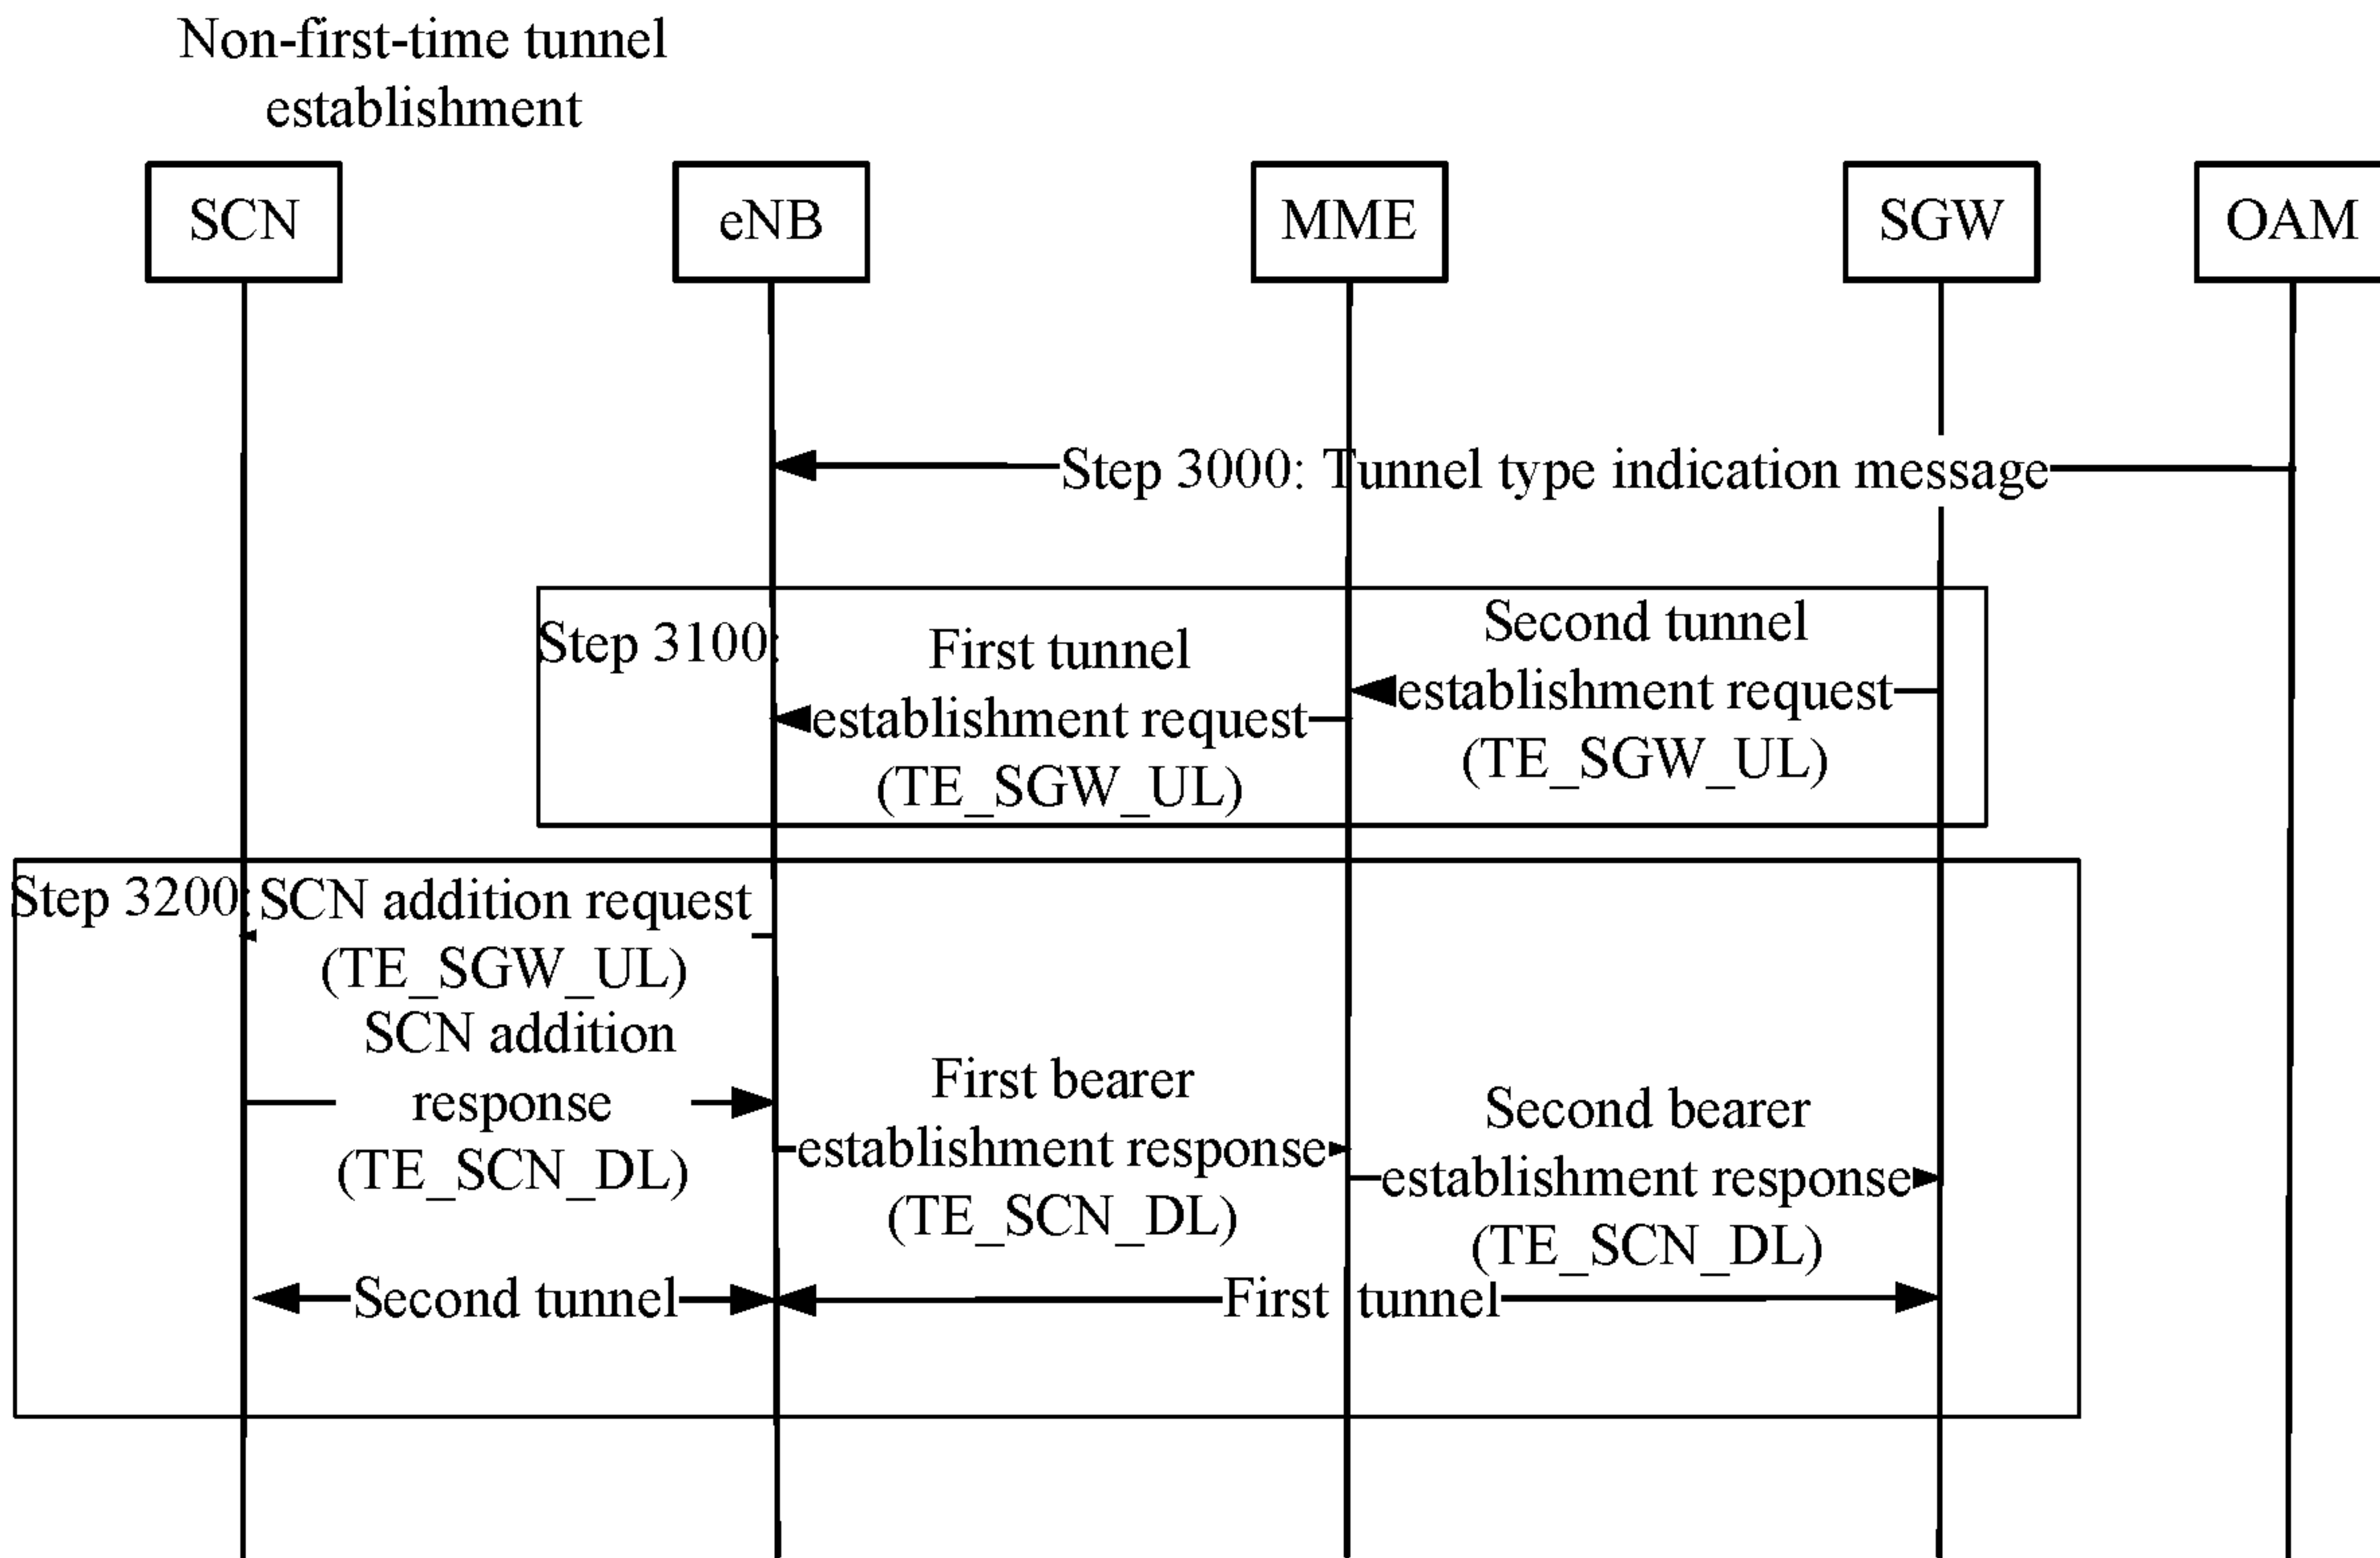 Non-first-time tunnel
establishment
SCN
eNB
MME
SGW
OAM
Step 3000: Tunnel type indication message
Step 3100:
First tunnel
establishment request
(TE_SGW_UL)
Second tunnel
establishment request
(TE_SGW_UL)
Step 3200:
SCN addition request
(TE_SGW_UL)
SCN addition
response
(TE_SCN_DL)
First bearer
establishment response
(TE_SCN_DL)
Second bearer
establishment response
(TE_SCN_DL)
Second tunnel
First tunnel